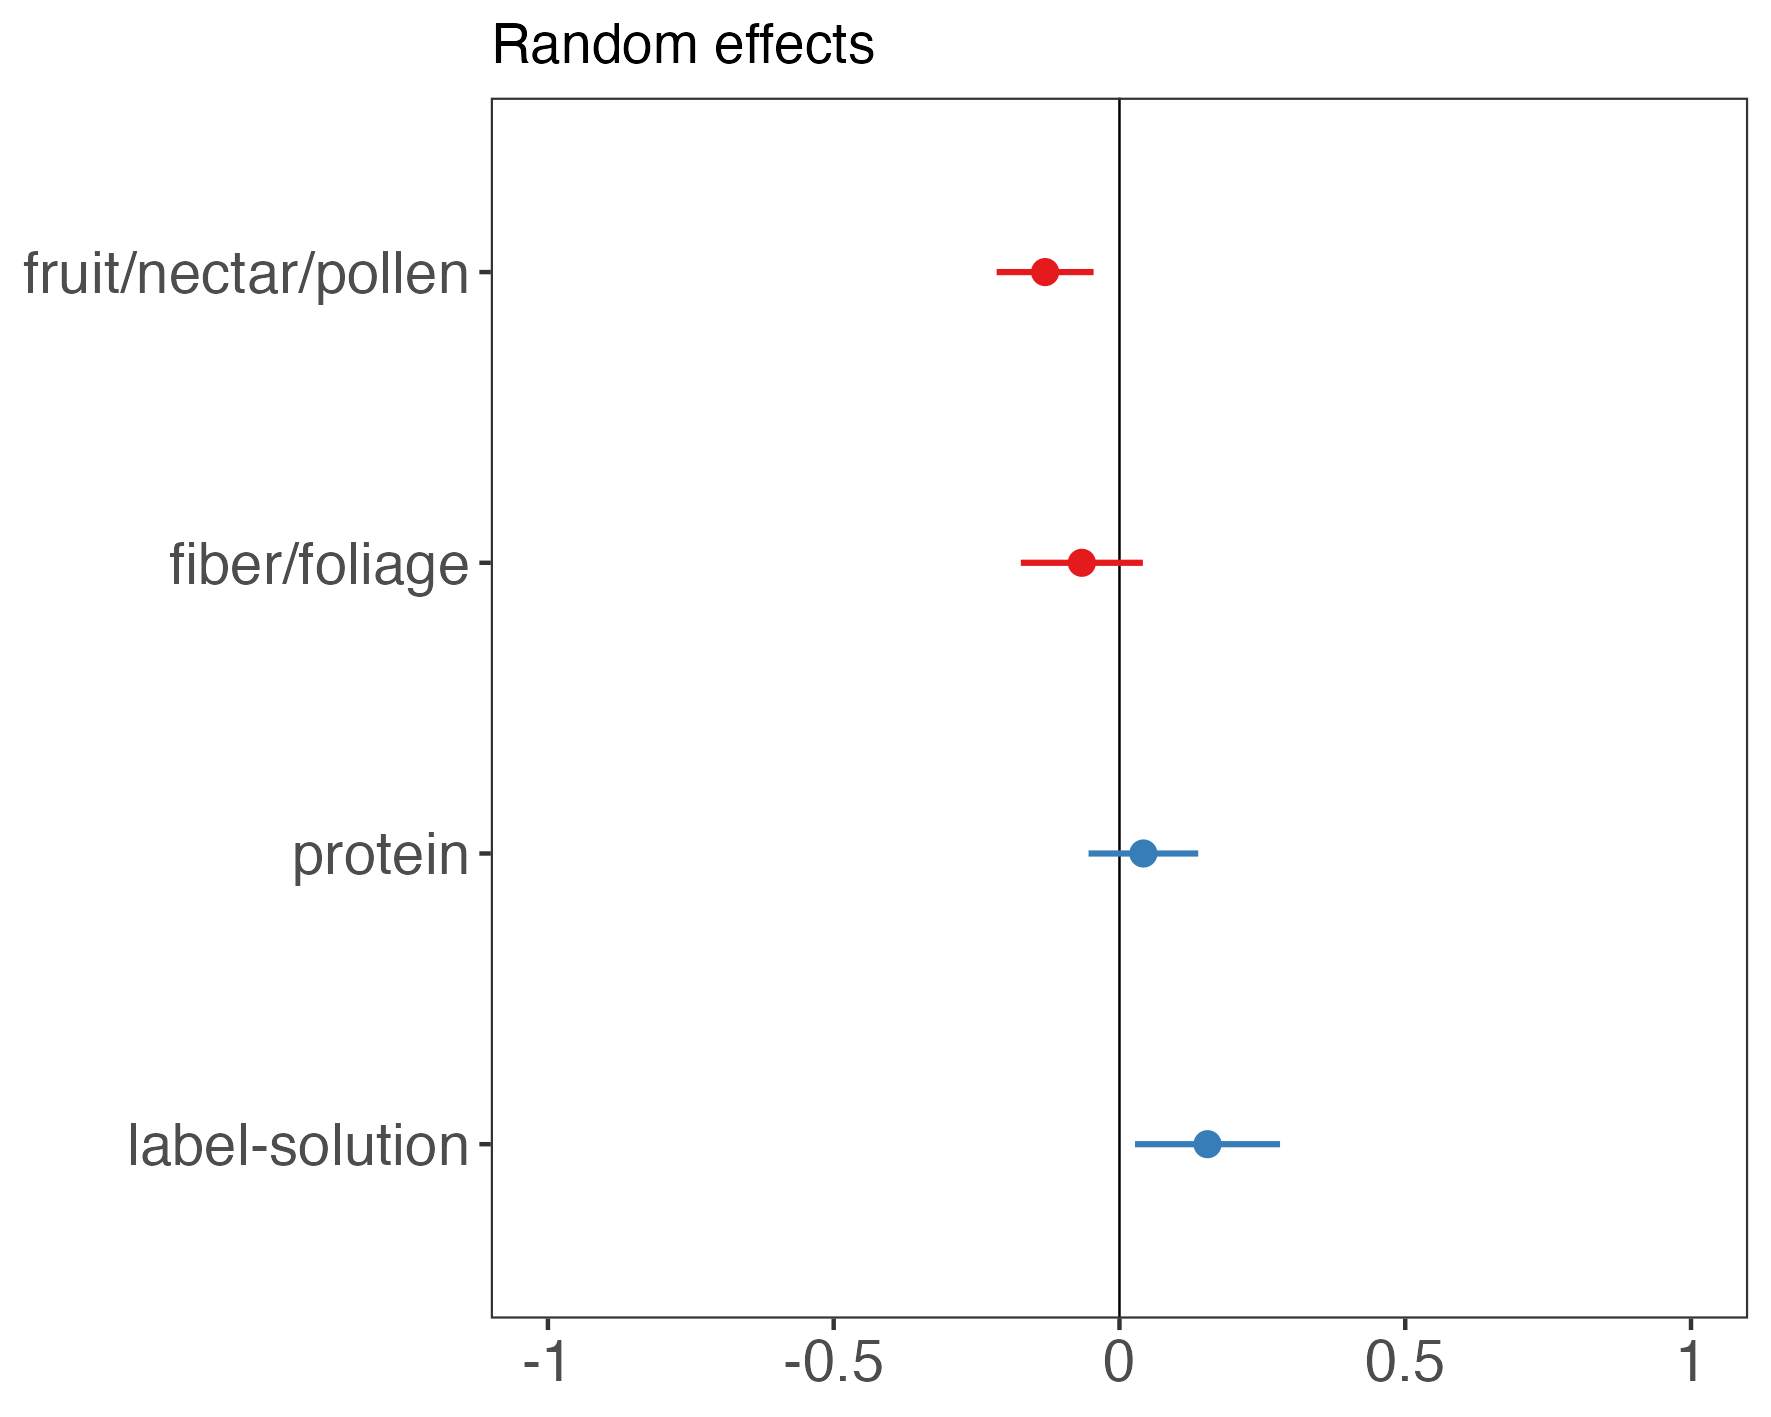 Random effects
fruit/nectar/pollen
fiber/foliage
protein
label-solution
-1 -0.5 0 0.5 1